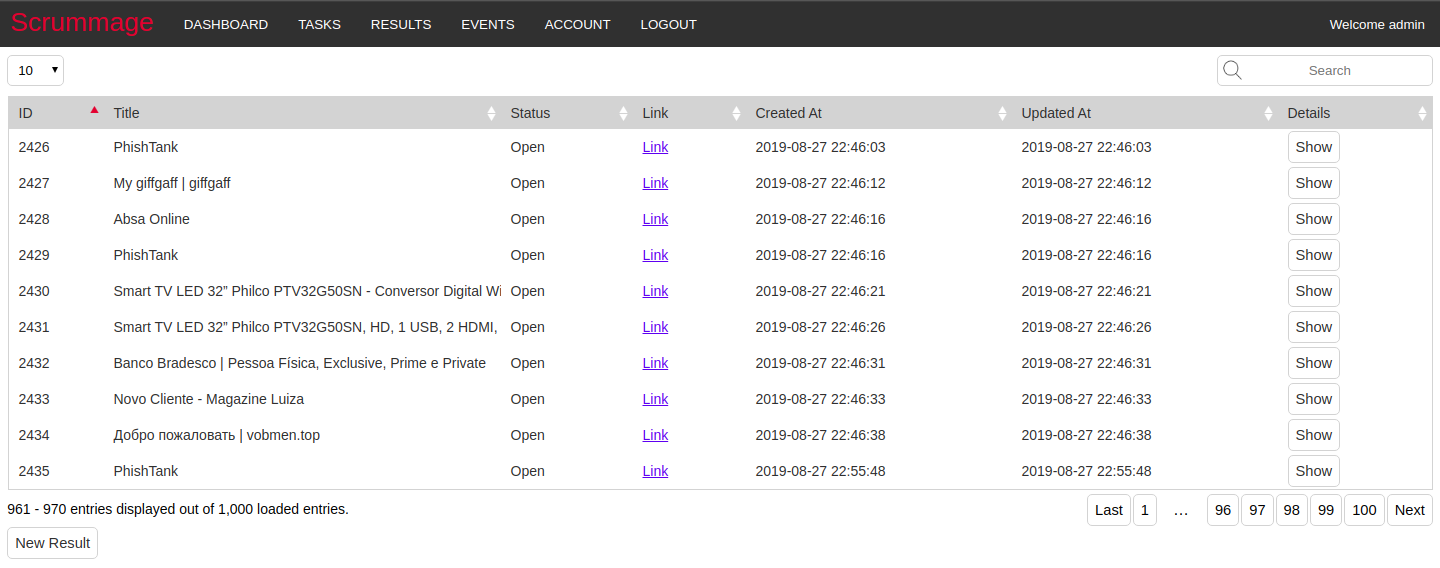 Scrummage DASHBOARD TASKS RESULTS EVENTS ACCOUNT LOGOUT Welcome admin
10 Search
ID Title Status Link Created At Updated At Details
2426 PhishTank Open Link 2019-08-27 22:46:03 2019-08-27 22:46:03 Show
2427 My giffgaff | giffgaff Open Link 2019-08-27 22:46:12 2019-08-27 22:46:12 Show
2428 Absa Online Open Link 2019-08-27 22:46:16 2019-08-27 22:46:16 Show
2429 PhishTank Open Link 2019-08-27 22:46:16 2019-08-27 22:46:16 Show
2430 Smart TV LED 32” Philco PTV32G50SN - Conversor Digital Wi Open Link 2019-08-27 22:46:21 2019-08-27 22:46:21 Show
2431 Smart TV LED 32” Philco PTV32G50SN, HD, 1 USB, 2 HDMI, Open Link 2019-08-27 22:46:26 2019-08-27 22:46:26 Show
2432 Banco Bradesco | Pessoa Física, Exclusive, Prime e Private Open Link 2019-08-27 22:46:31 2019-08-27 22:46:31 Show
2433 Novo Cliente - Magazine Luiza Open Link 2019-08-27 22:46:33 2019-08-27 22:46:33 Show
2434 Добро пожаловать | vobmen.top Open Link 2019-08-27 22:46:38 2019-08-27 22:46:38 Show
2435 PhishTank Open Link 2019-08-27 22:55:48 2019-08-27 22:55:48 Show
961 - 970 entries displayed out of 1,000 loaded entries. Last 1 … 96 97 98 99 100 Next
New Result